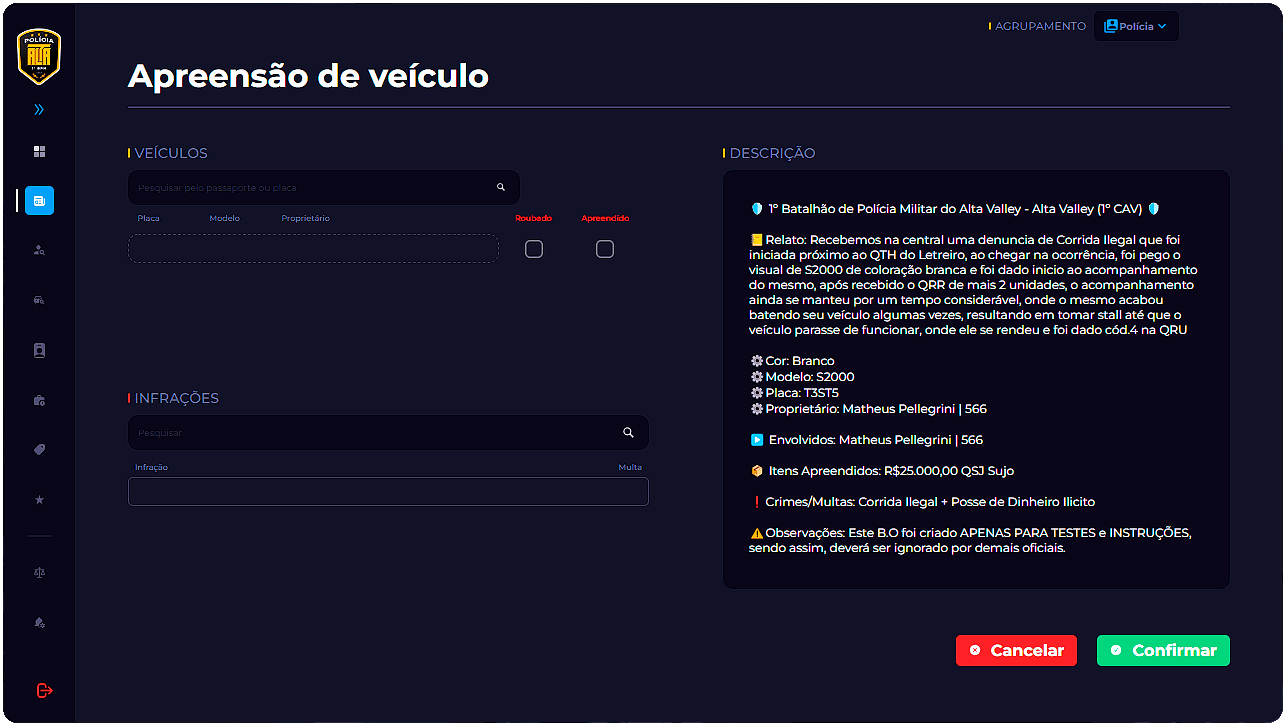 POLÍCIA
ALTA
AGRUPAMENTO
Polícia
Apreensão de veículo
VEÍCULOS
Pesquisar pelo passaporte ou placa
Placa Modelo Proprietário Roubado Apreendido
INFRAÇÕES
Pesquisar
Infração Multa
DESCRIÇÃO
1º Batalhão de Polícia Militar do Alta Valley - Alta Valley (1º CAV)
Relato: Recebemos na central uma denuncia de Corrida Ilegal que foi
iniciada próximo ao QTH do Letreiro, ao chegar na ocorrência, foi pego o
visual de S2000 de coloração branca e foi dado inicio ao acompanhamento
do mesmo, após recebido o QRR de mais 2 unidades, o acompanhamento
ainda se manteu por um tempo considerável, onde o mesmo acabou
batendo seu veículo algumas vezes, resultando em tomar stall até que o
veículo parasse de funcionar, onde ele se rendeu e foi dado cód.4 na QRU
Cor: Branco
Modelo: S2000
Placa: T3ST5
Proprietário: Matheus Pellegrini | 566
Envolvidos: Matheus Pellegrini | 566
Itens Apreendidos: R$25.000,00 QSJ Sujo
Crimes/Multas: Corrida Ilegal + Posse de Dinheiro Ilicito
Observações: Este B.O foi criado APENAS PARA TESTES e INSTRUÇÕES,
sendo assim, deverá ser ignorado por demais oficiais.
Cancelar
Confirmar